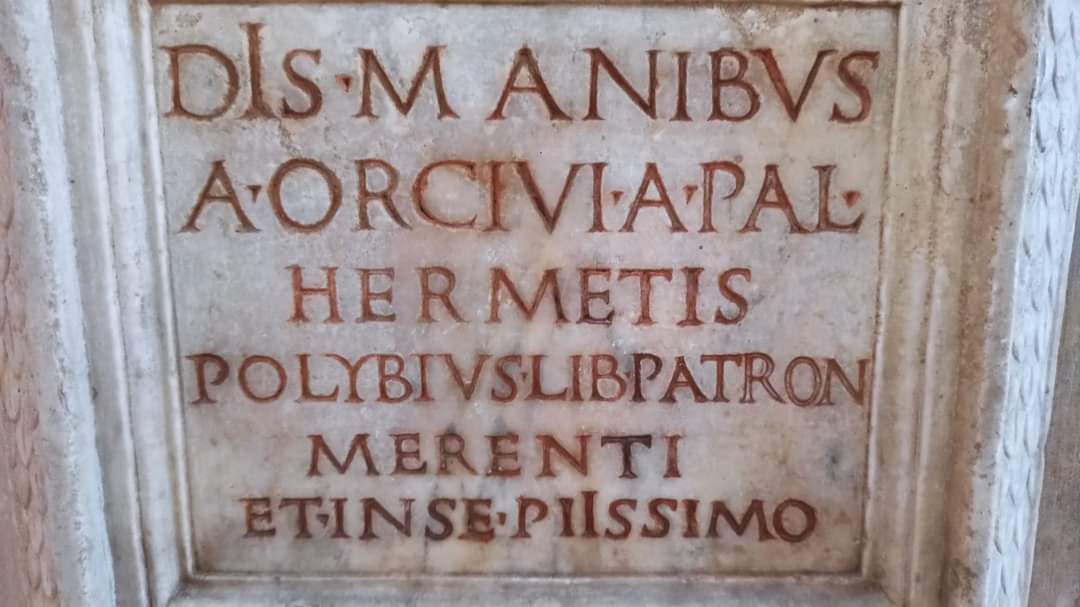 DIS·MANIBVS
A·ORCIVI·A·PAL·
HERMETIS
POLYBIVS·LIB·PATRON
MERENTI
ET·IN SE·PIISSIMO